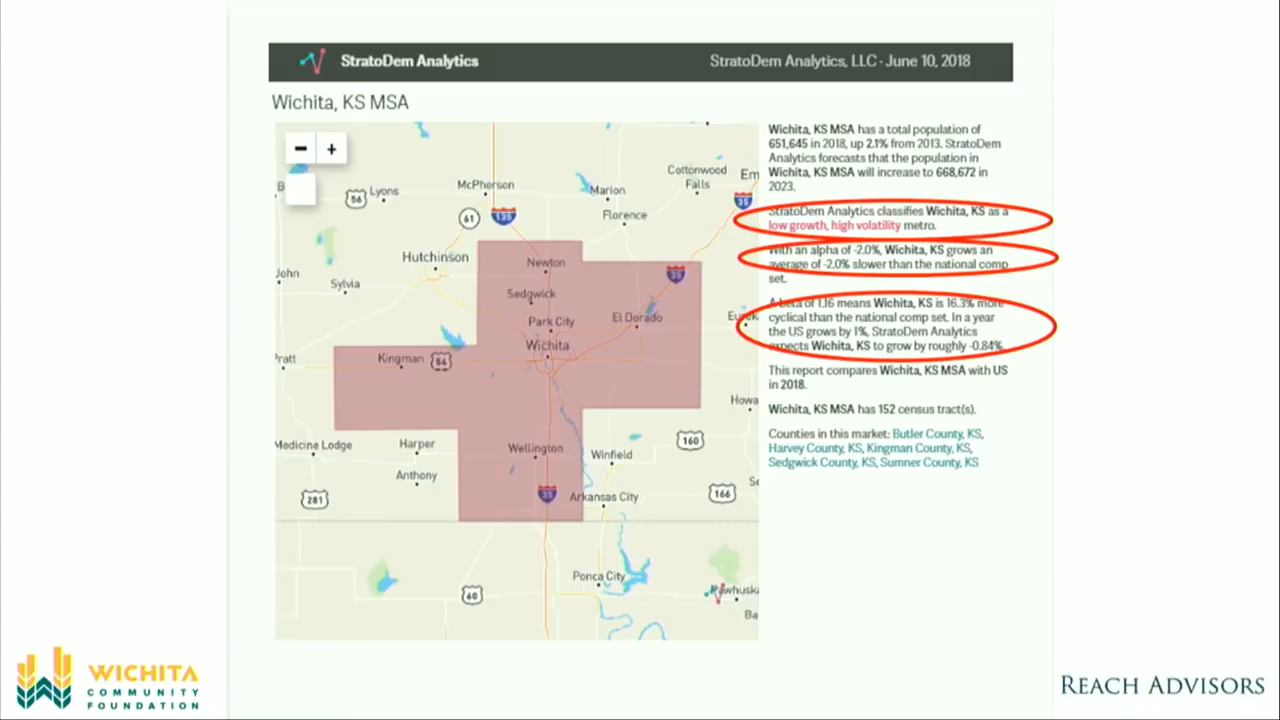 StratoDem Analytics
StratoDem Analytics, LLC · June 10, 2018
Wichita, KS MSA
Wichita, KS MSA has a total population of
651,645 in 2018, up 2.1% from 2013. StratoDem
Analytics forecasts that the population in
Wichita, KS MSA will increase to 668,672 in
2023.
StratoDem Analytics classifies Wichita, KS as a
low growth, high volatility metro.
With an alpha of -2.0%, Wichita, KS grows an
average of -2.0% slower than the national comp
set.
A beta of 1.16 means Wichita, KS is 16.3% more
cyclical than the national comp set. In a year
the US grows by 1%, StratoDem Analytics
expects Wichita, KS to grow by roughly -0.84%
This report compares Wichita, KS MSA with US
in 2018.
Wichita, KS MSA has 152 census tract(s).
Counties in this market: Butler County, KS,
Harvey County, KS, Kingman County, KS,
Sedgwick County, KS, Sumner County, KS
− +
Cottonwood
Falls
Em
B
56
Lyons
McPherson
Marion
35
61
135
Florence
Hutchinson
Newton
35
John
Sylvia
Sedgwick
Park City
El Dorado
Eurek
Wichita
Pratt
Kingman
54
Howa
Medicine Lodge
Harper
Wellington
Winfield
160
Anthony
Se
281
35
Arkansas City
166
Ponca City
60
Pawhuska
Ba
WICHITA
COMMUNITY
FOUNDATION
REACH ADVISORS